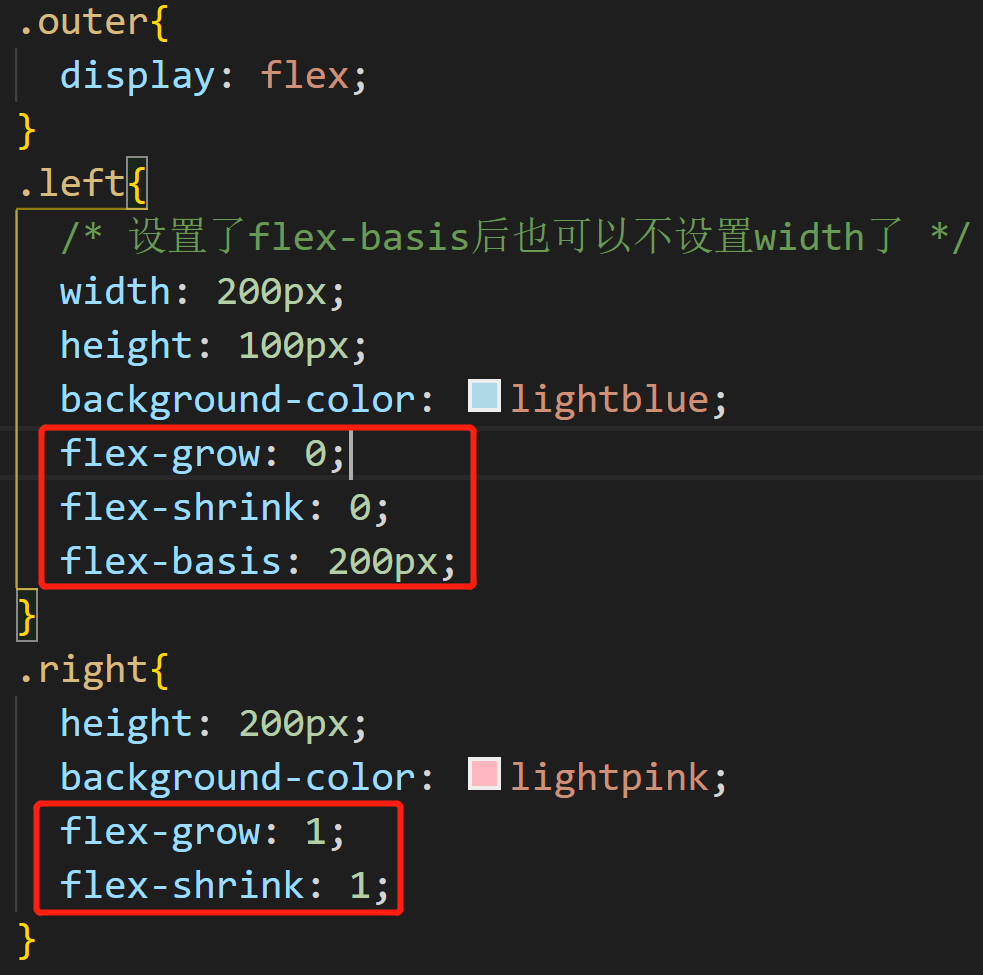 .outer{
display: flex;
}
.left{
/* 设置了flex-basis后也可以不设置width了 */
width: 200px;
height: 100px;
background-color: lightblue;
flex-grow: 0;
flex-shrink: 0;
flex-basis: 200px;
}
.right{
height: 200px;
background-color: lightpink;
flex-grow: 1;
flex-shrink: 1;
}